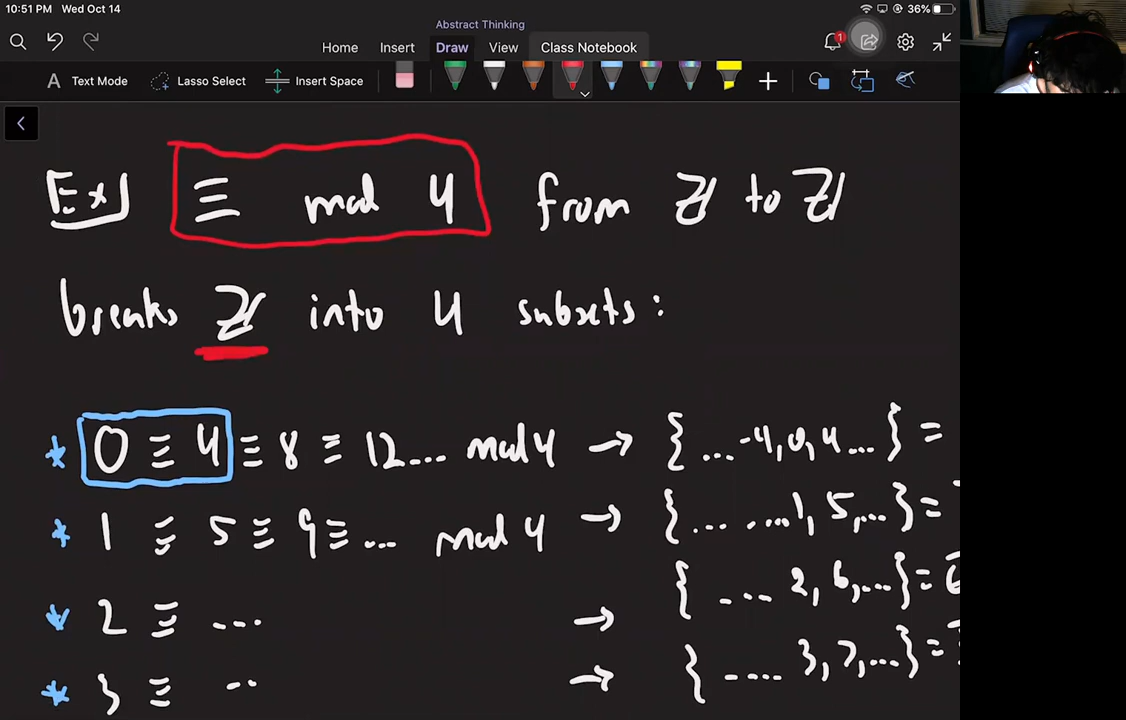 10:51 PM Wed Oct 14
36%
Abstract Thinking
Home Insert Draw View Class Notebook
1
A Text Mode Lasso Select Insert Space
Ex] ≡ mod 4 from ℤ to ℤ
breaks ℤ into 4 subsets:
* 0 ≡ 4 ≡ 8 ≡ 12... mod 4 → {...-4, 0, 4...} =
* 1 ≡ 5 ≡ 9 ≡ ... mod 4 → {... ...1, 5,...} =
* 2 ≡ ... → {.... 2, 6,...} =
* 3 ≡ .. → {.... 3, 7,...} =